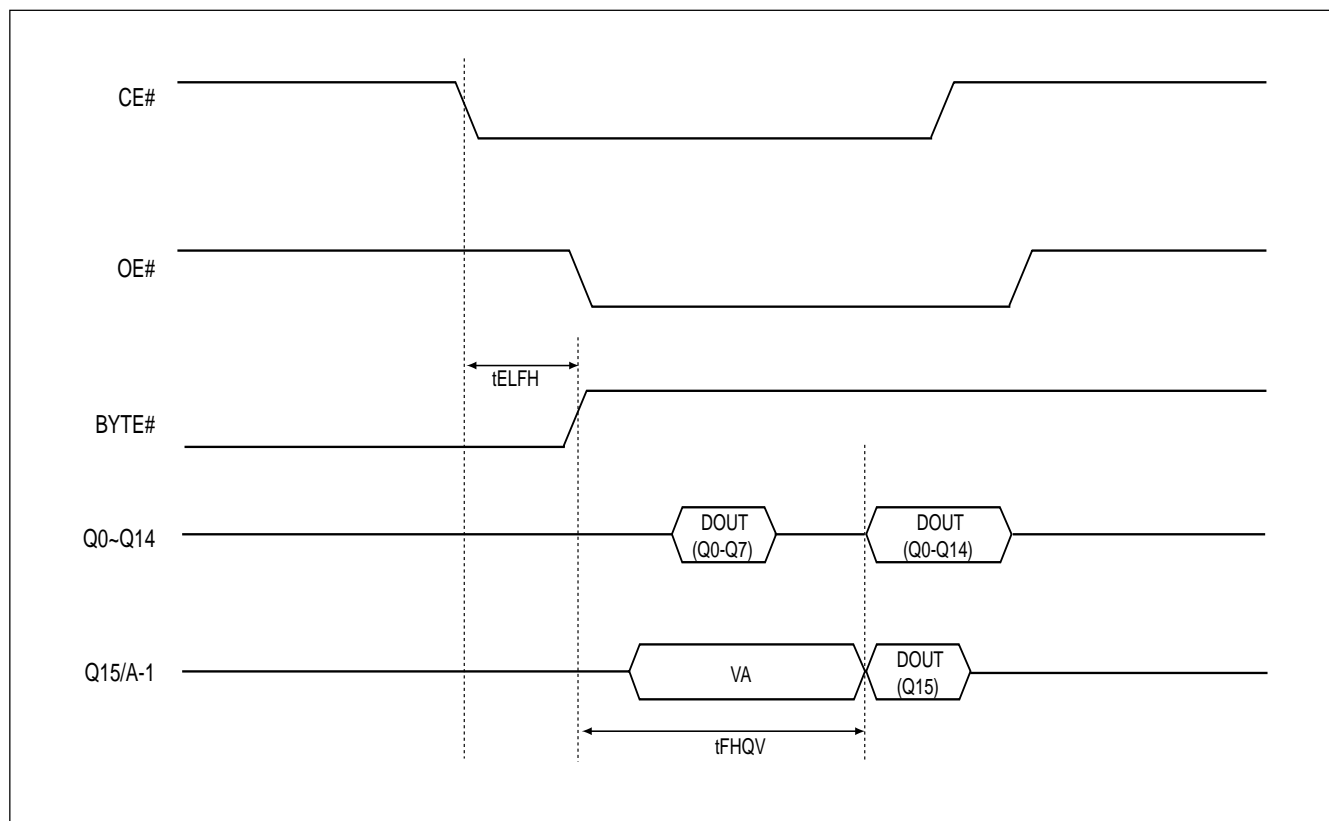 CE#
OE#
tELFH
BYTE#
Q0~Q14
DOUT
(Q0-Q7)
DOUT
(Q0-Q14)
Q15/A-1
VA
DOUT
(Q15)
tFHQV